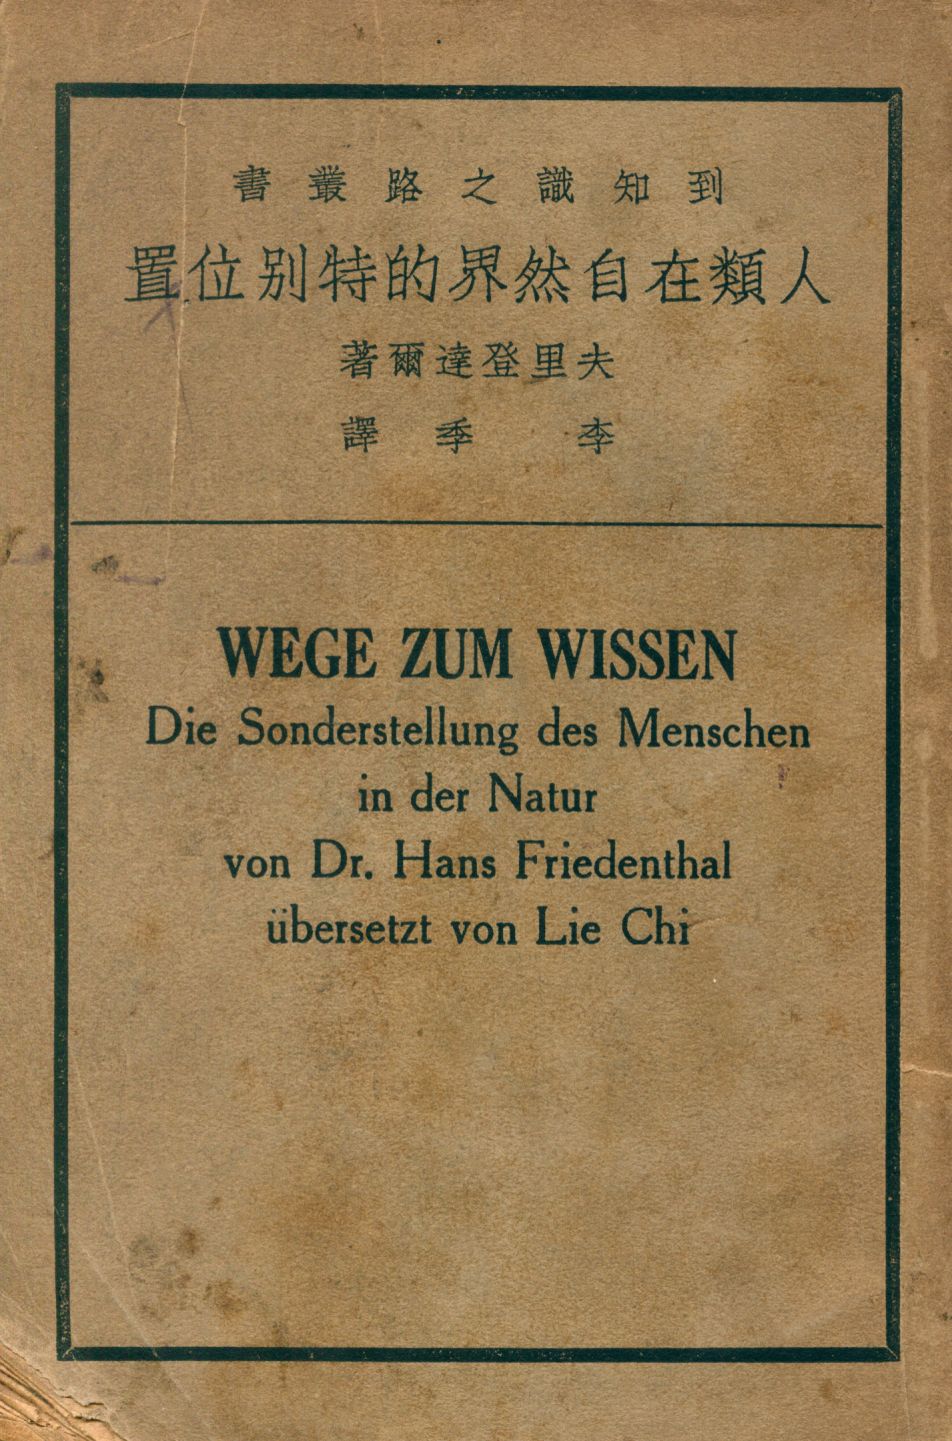 到知識之路叢書
人類在自然界的特別位置
夫里登達爾著
李季譯
WEGE ZUM WISSEN
Die Sonderstellung des Menschen
in der Natur
von Dr. Hans Friedenthal
übersetzt von Lie Chi